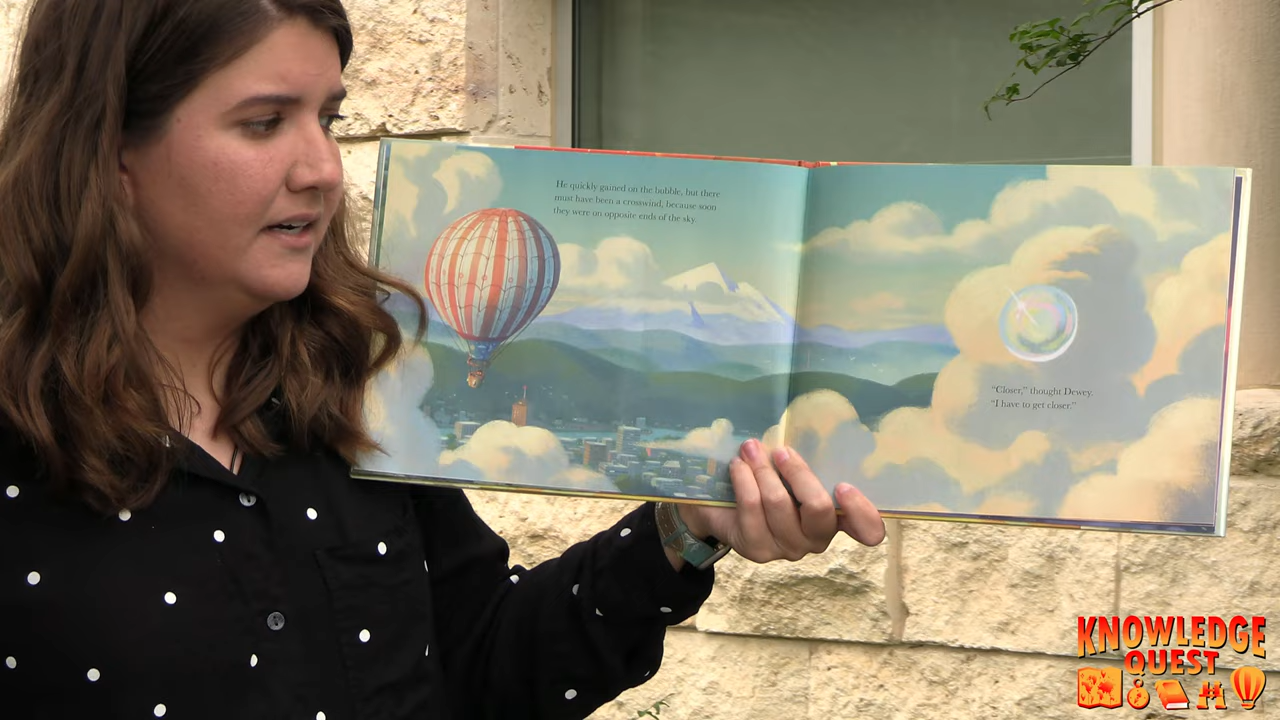 He quickly gained on the bubble, but there
must have been a crosswind, because soon
they were on opposite ends of the sky.
"Closer," thought Dewey.
"I have to get closer."
KNOWLEDGE
QUEST